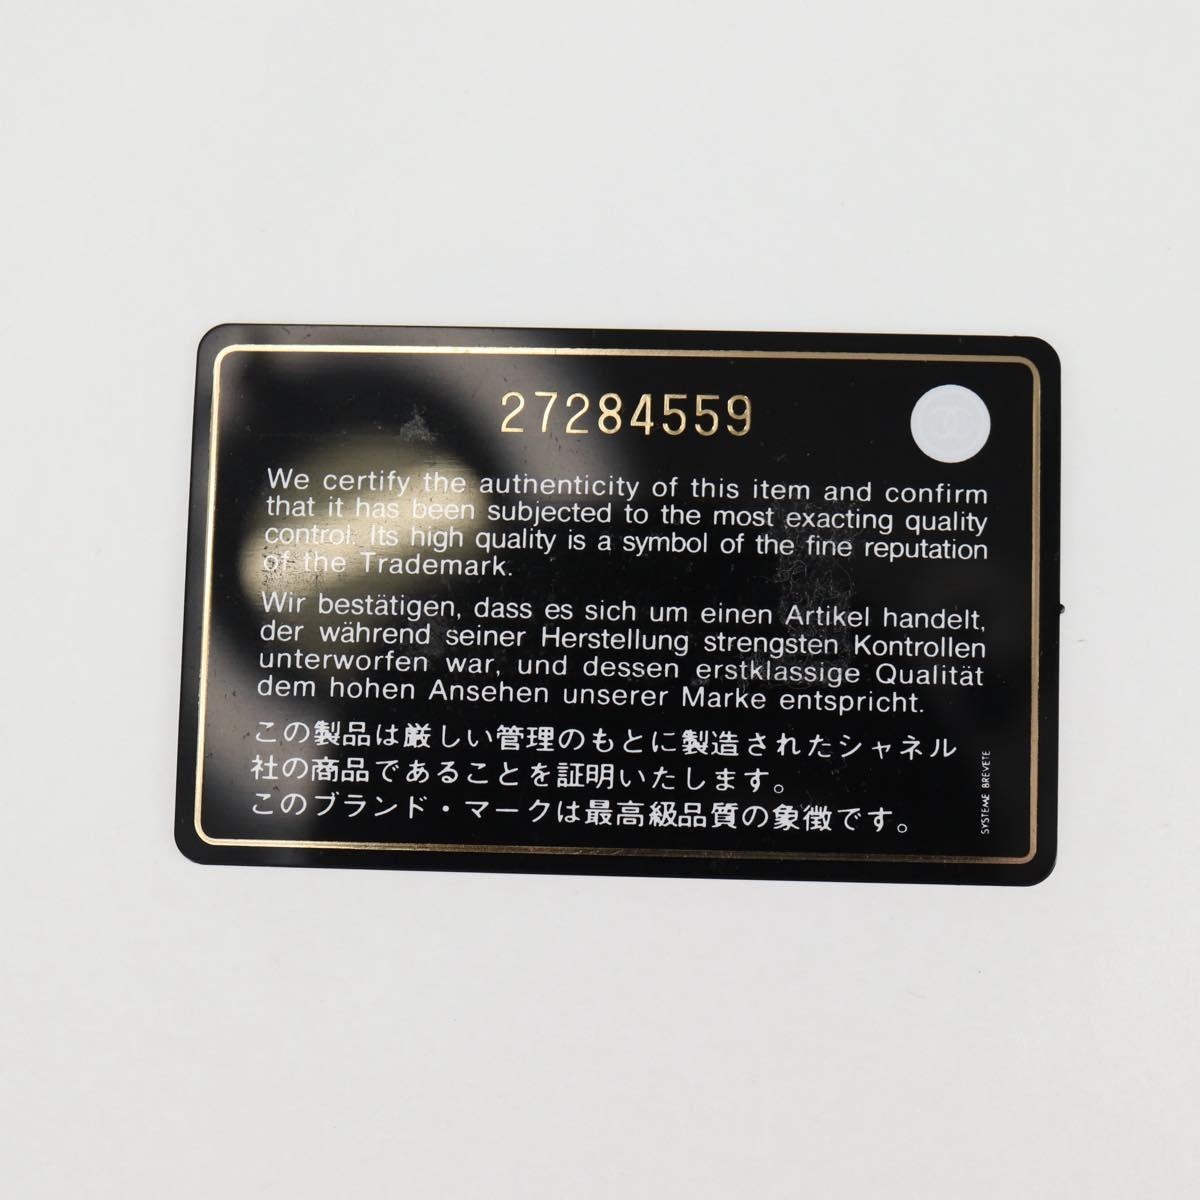 27284559
We certify the authenticity of this item and confirm
that it has been subjected to the most exacting quality
control. Its high quality is a symbol of the fine reputation
of the Trademark.
Wir bestätigen, dass es sich um einen Artikel handelt,
der während seiner Herstellung strengsten Kontrollen
unterworfen war, und dessen erstklassige Qualität
dem hohen Ansehen unserer Marke entspricht.
この製品は厳しい管理のもとに製造されたシャネル
社の商品であることを証明いたします。
このブランド・マークは最高級品質の象徴です。
SYSTEME BREVETE